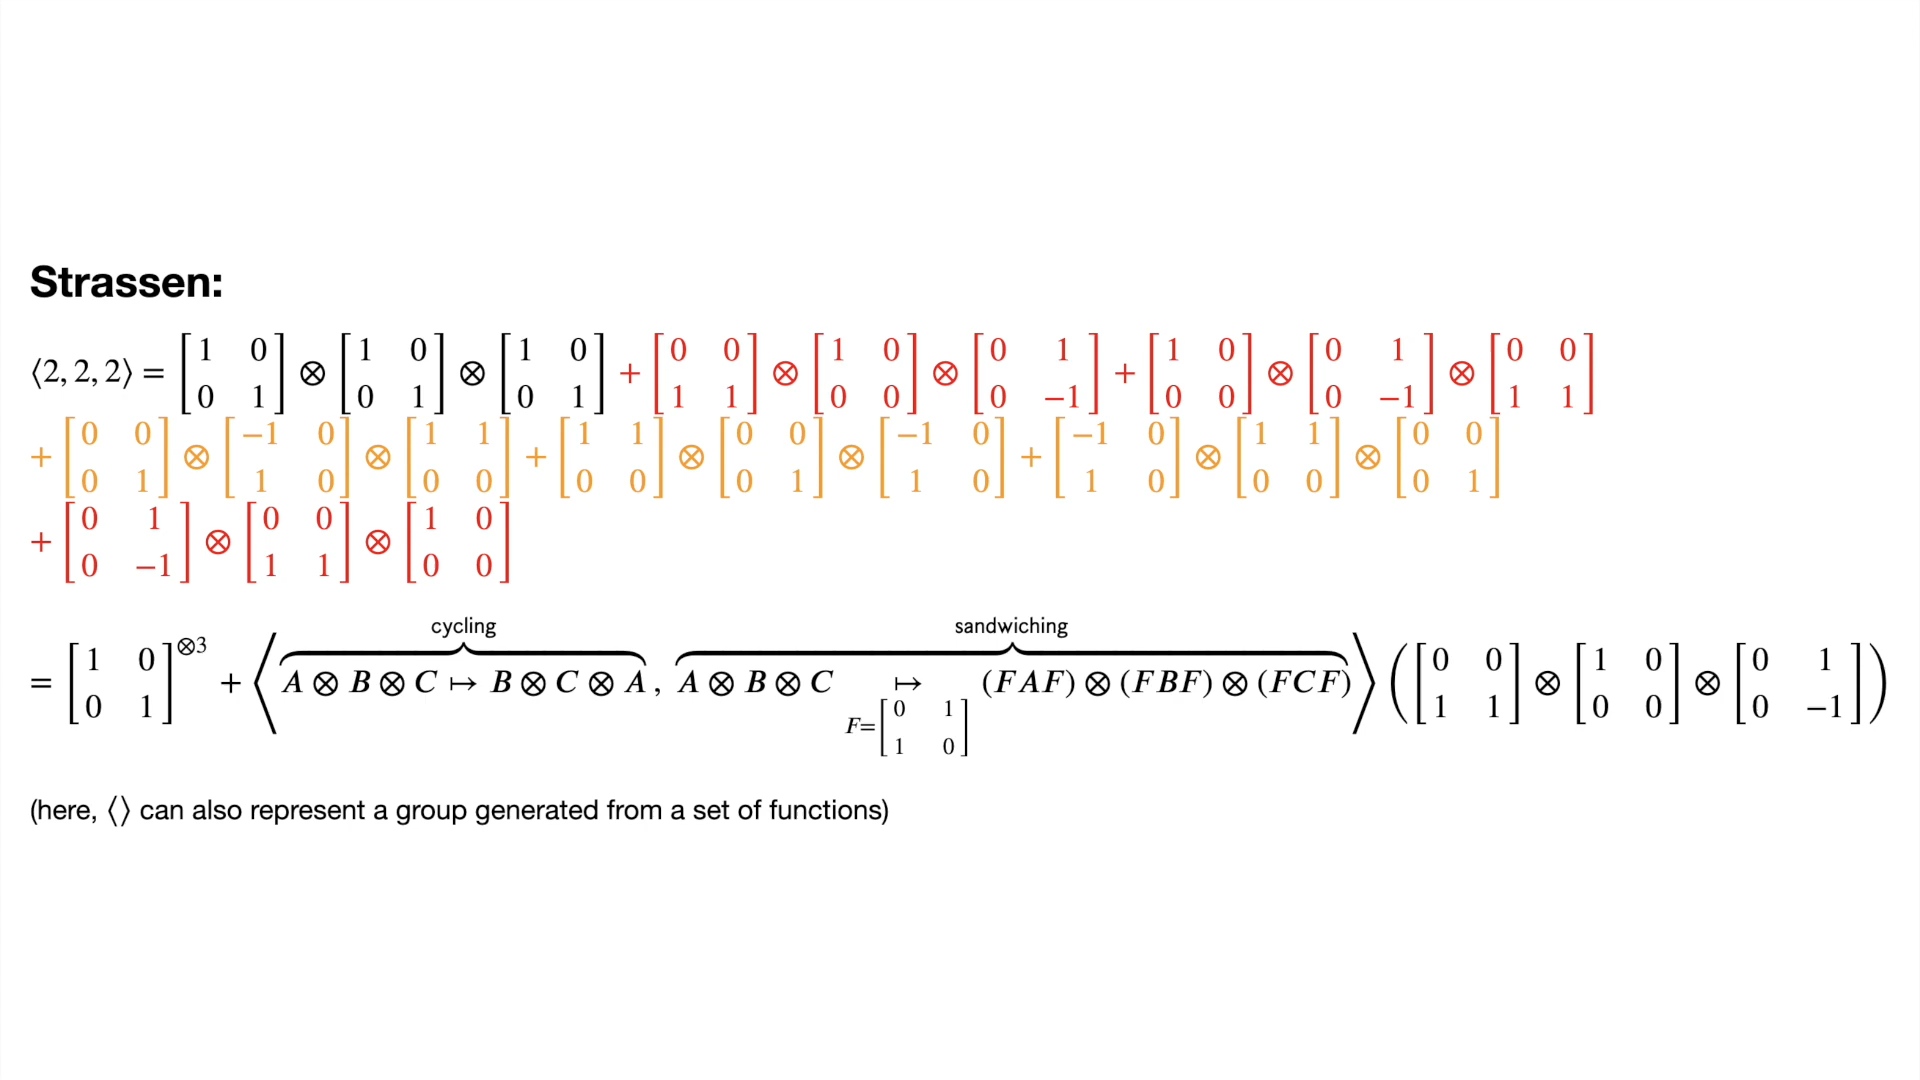 Strassen:
⟨2, 2, 2⟩ = [1 0; 0 1] ⊗ [1 0; 0 1] ⊗ [1 0; 0 1] + [0 0; 1 1] ⊗ [1 0; 0 0] ⊗ [0 1; 0 −1] + [1 0; 0 0] ⊗ [0 1; 0 −1] ⊗ [0 0; 1 1]
+ [0 0; 0 1] ⊗ [−1 0; 1 0] ⊗ [1 1; 0 0] + [1 1; 0 0] ⊗ [0 0; 0 1] ⊗ [−1 0; 1 0] + [−1 0; 1 0] ⊗ [1 1; 0 0] ⊗ [0 0; 0 1]
+ [0 1; 0 −1] ⊗ [0 0; 1 1] ⊗ [1 0; 0 0]
cycling sandwiching
= [1 0; 0 1]^⊗3 + ⟨A ⊗ B ⊗ C ↦ B ⊗ C ⊗ A, A ⊗ B ⊗ C ↦ (FAF) ⊗ (FBF) ⊗ (FCF)⟩ ([0 0; 1 1] ⊗ [1 0; 0 0] ⊗ [0 1; 0 −1])
F=[0 1; 1 0]
(here, ⟨⟩ can also represent a group generated from a set of functions)